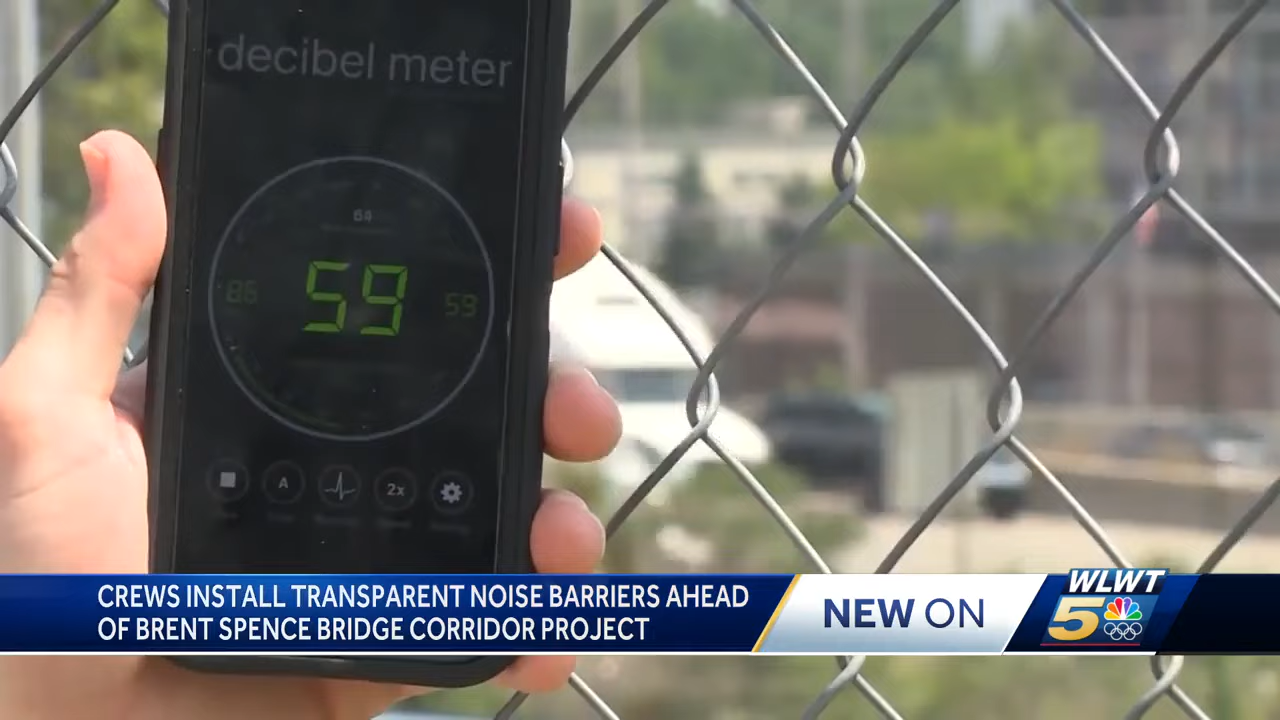 decibel meter
64
86
59
59
A
2x
CREWS INSTALL TRANSPARENT NOISE BARRIERS AHEAD
OF BRENT SPENCE BRIDGE CORRIDOR PROJECT
NEW ON
WLWT
5